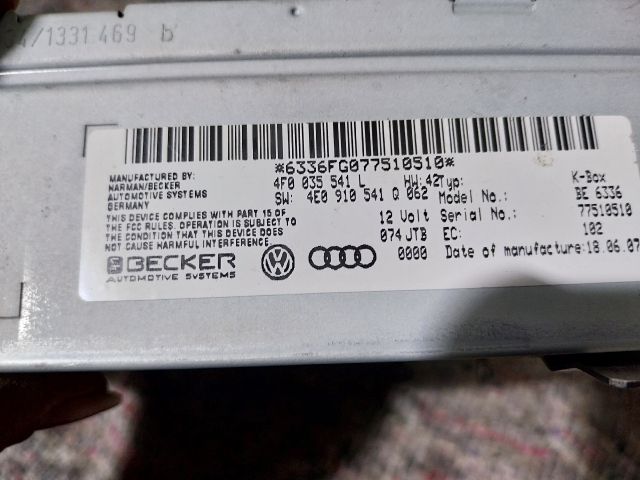 4/1331 469 b
*6336FG077510510*
MANUFACTURED BY:
HARMAN/BECKER
AUTOMOTIVE SYSTEMS
GERMANY
4F0 035 541 L HW:42 Typ: K-Box
SW: 4E0 910 541 Q 062 Model No.: BE 6336
12 Volt Serial No.: 77510510
074 JTB EC: 102
0000 Date of manufacture:18.06.07
THIS DEVICE COMPLIES WITH PART 15 OF
THE FCC RULES. OPERATION IS SUBJECT TO
THE CONDITION THAT THIS DEVICE DOES
NOT CAUSE HARMFUL INTERFERENCE
BECKER
AUTOMOTIVE SYSTEMS